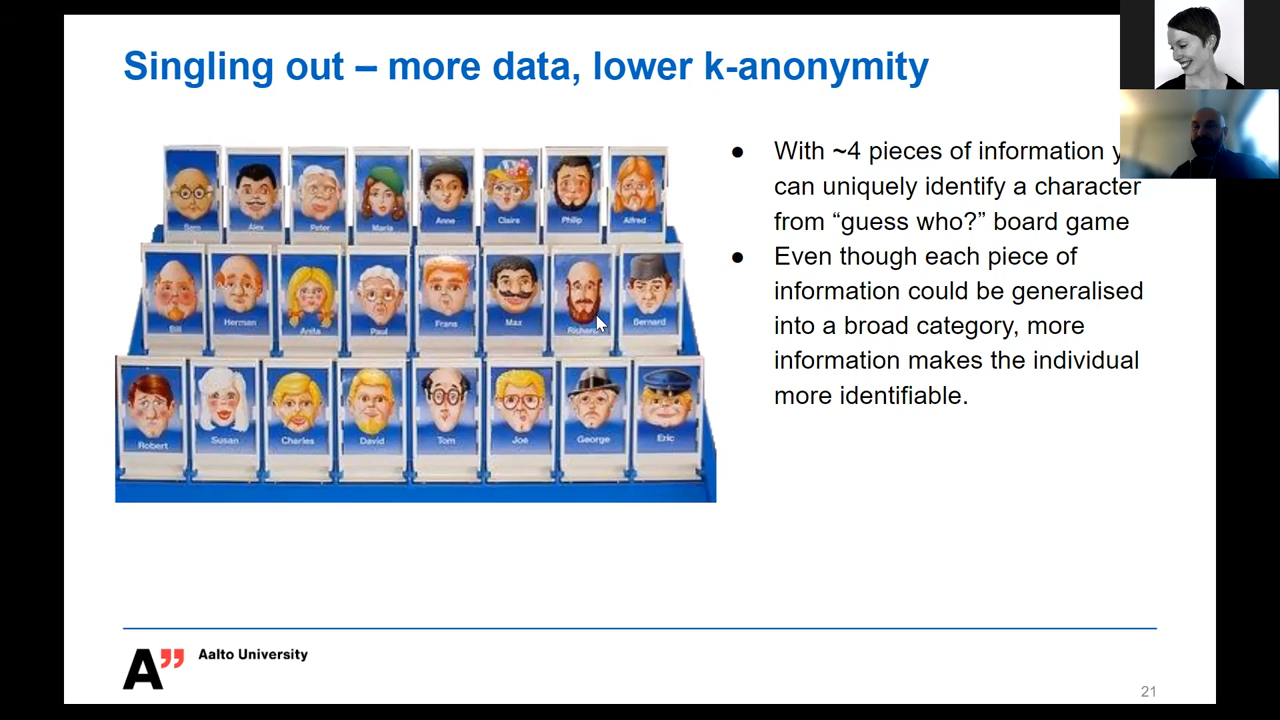 Singling out – more data, lower k-anonymity
Sam Alex Peter Maria Anne Claire Philip Alfred
Bill Herman Anita Paul Frans Max Richard Bernard
Robert Susan Charles David Tom Joe George Eric
● With ~4 pieces of information
can uniquely identify a character
from “guess who?” board game
● Even though each piece of
information could be generalised
into a broad category, more
information makes the individual
more identifiable.
A”
Aalto University
21